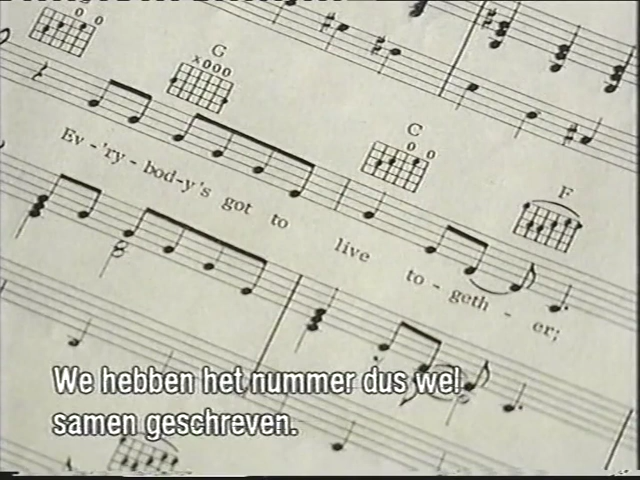 G
C
F
Ev-'ry-bod-y's got to live to-geth-er;
We hebben het nummer dus wel
samen geschreven.